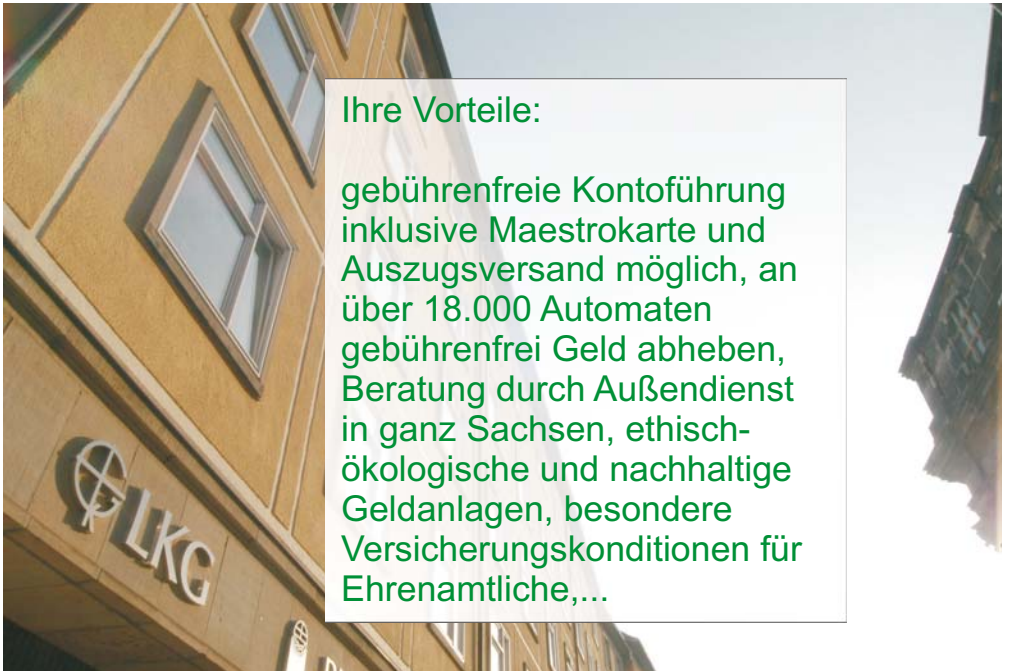 Ihre Vorteile:
gebührenfreie Kontoführung
inklusive Maestrokarte und
Auszugsversand möglich, an
über 18.000 Automaten
gebührenfrei Geld abheben,
Beratung durch Außendienst
in ganz Sachsen, ethisch-
ökologische und nachhaltige
Geldanlagen, besondere
Versicherungskonditionen für
Ehrenamtliche,...
LKG